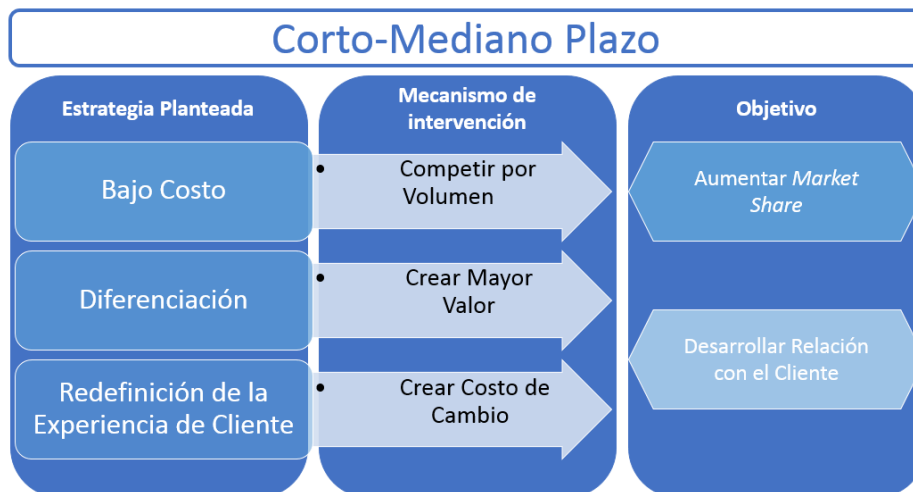 Corto-Mediano Plazo
Estrategia Planteada
Bajo Costo
Diferenciación
Redefinición de la
Experiencia de Cliente
Mecanismo de
intervención
• Competir por
Volumen
• Crear Mayor
Valor
• Crear Costo de
Cambio
Objetivo
Aumentar Market
Share
Desarrollar Relación
con el Cliente